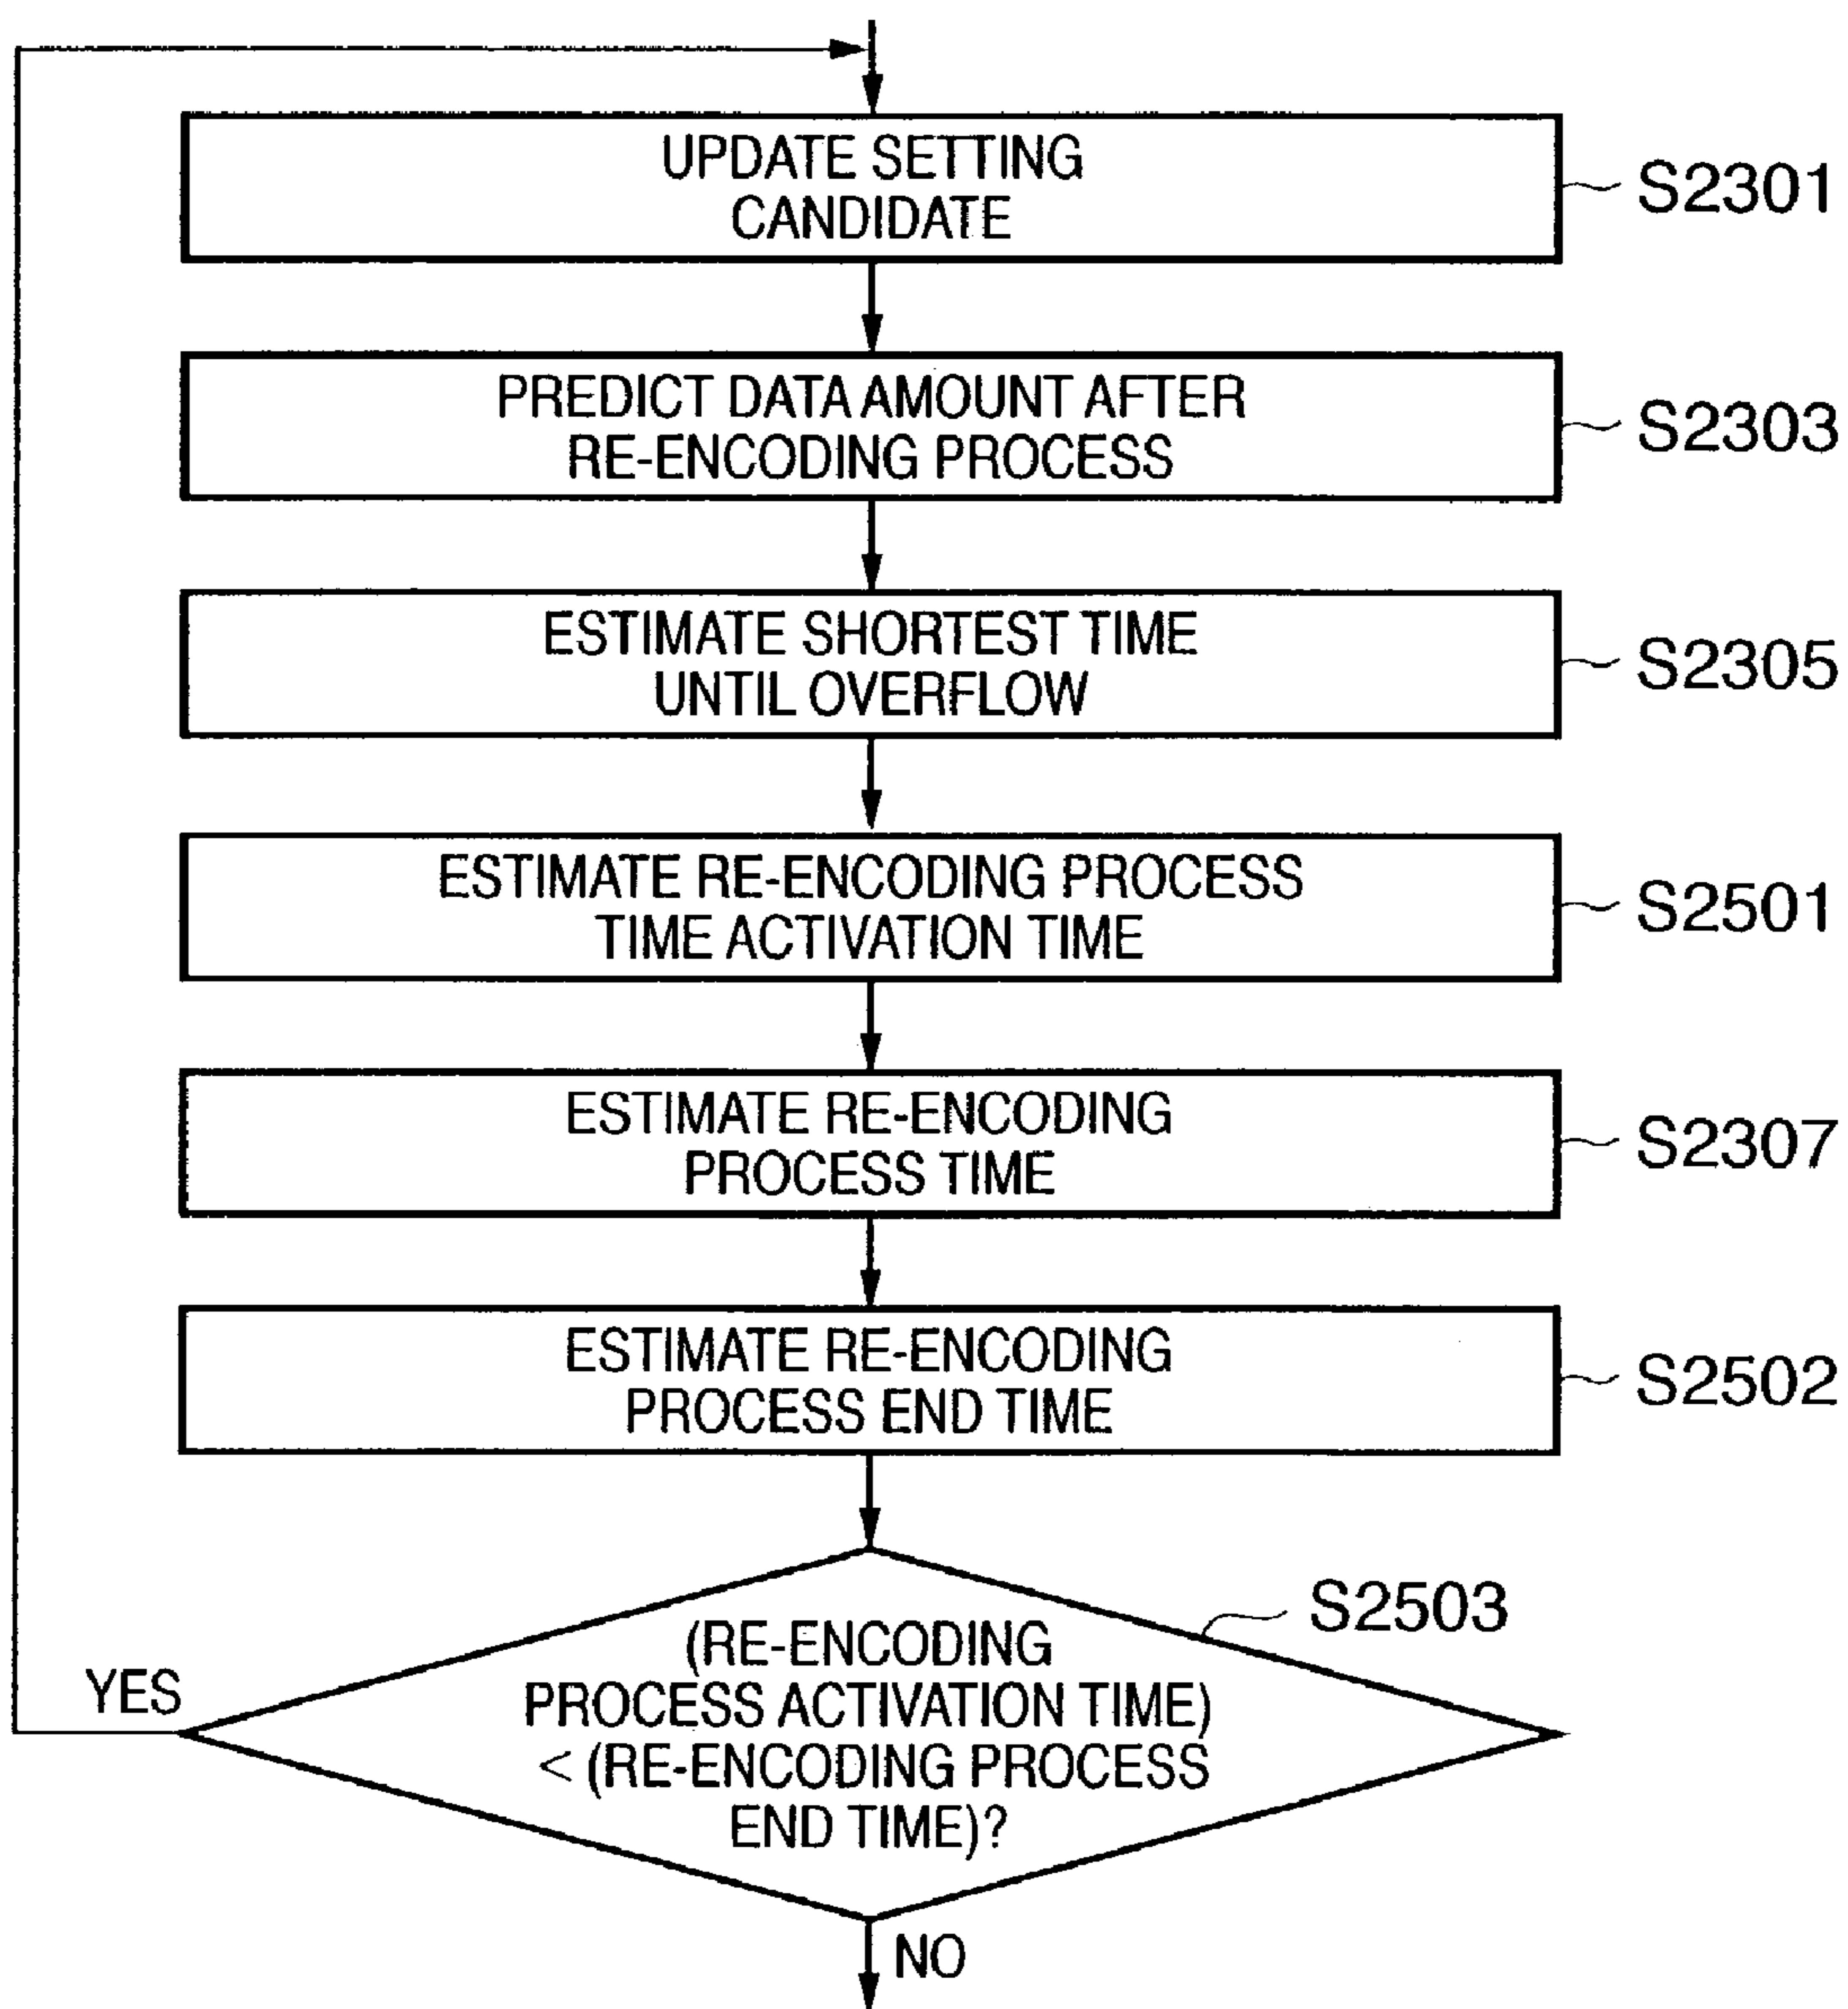 UPDATE SETTING
CANDIDATE
S2301
PREDICT DATA AMOUNT AFTER
RE-ENCODING PROCESS
S2303
ESTIMATE SHORTEST TIME
UNTIL OVERFLOW
S2305
ESTIMATE RE-ENCODING PROCESS
TIME ACTIVATION TIME
S2501
ESTIMATE RE-ENCODING
PROCESS TIME
S2307
ESTIMATE RE-ENCODING
PROCESS END TIME
S2502
S2503
(RE-ENCODING
PROCESS ACTIVATION TIME)
< (RE-ENCODING PROCESS
END TIME)?
YES
NO